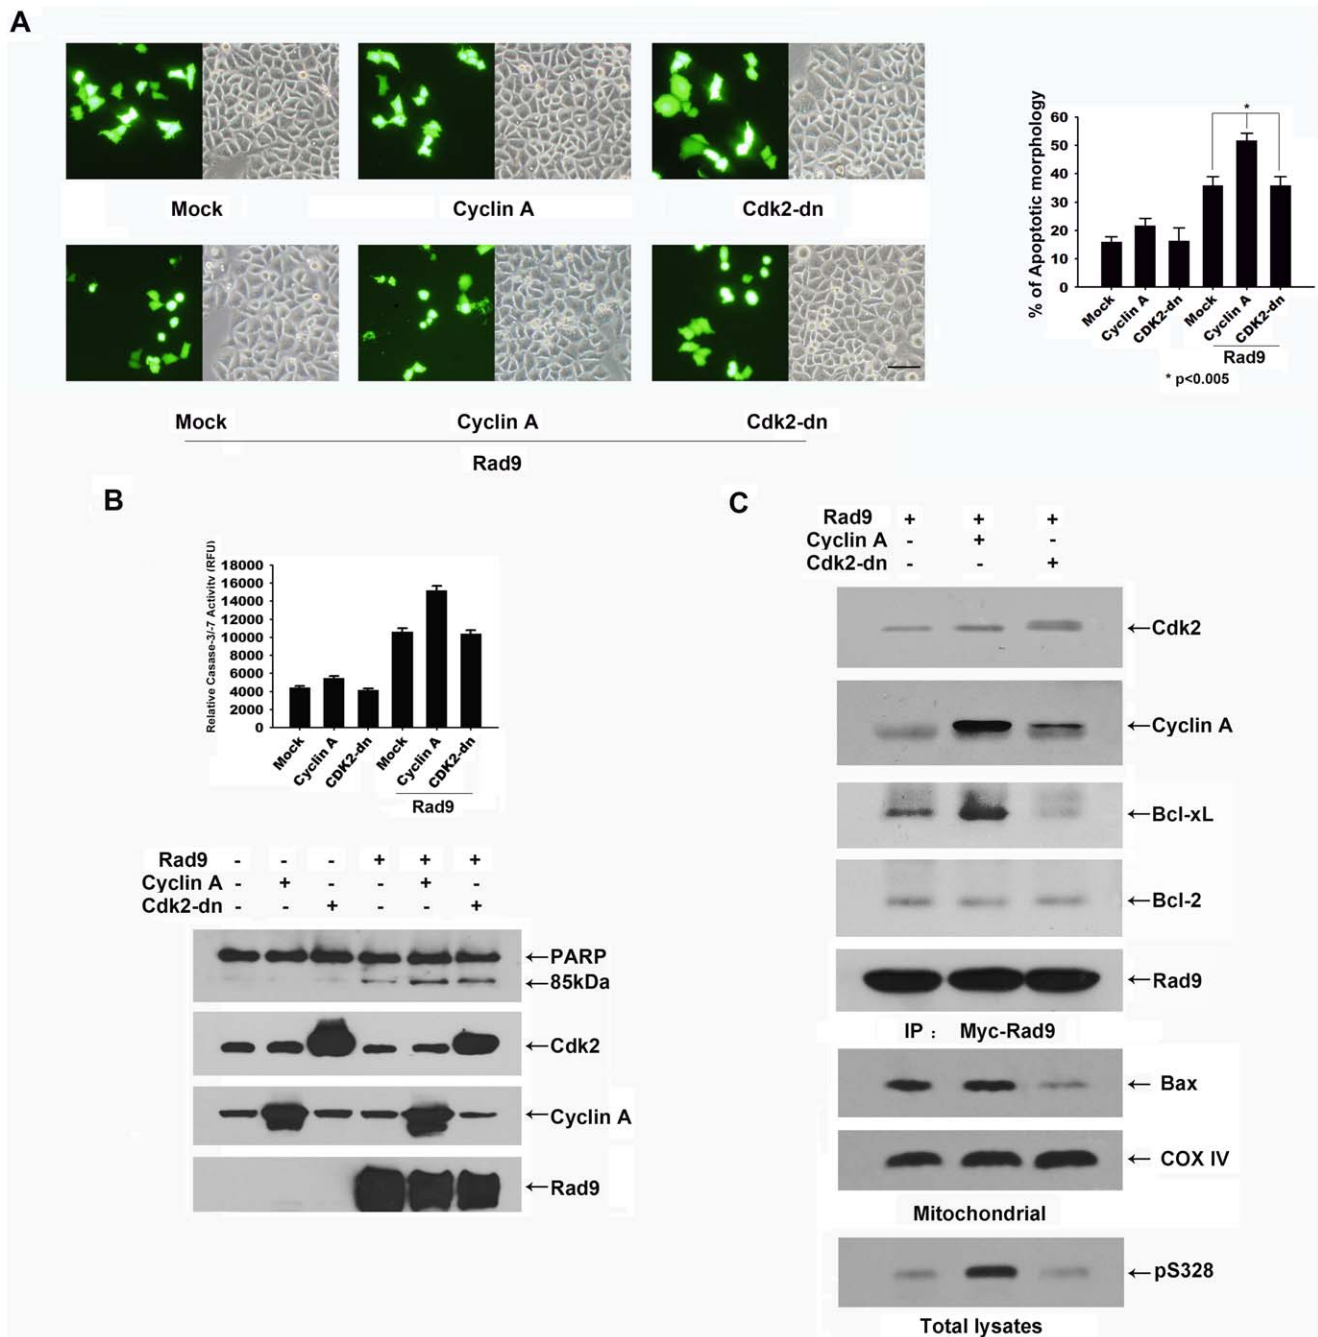 A
Mock Cyclin A Cdk2-dn
Mock Cyclin A Cdk2-dn
Rad9
% of Apoptotic morphology
60
50
40
30
20
10
0
Mock
Cyclin A
CDK2-dn
Mock
Cyclin A
CDK2-dn
*
Rad9
* p<0.005
B
Relative Casase-3/-7 Activity (RFU)
18000
16000
14000
12000
10000
8000
6000
4000
2000
0
Mock
Cyclin A
CDK2-dn
Mock
Cyclin A
CDK2-dn
Rad9
Rad9 - - - + + +
Cyclin A - + - - + -
Cdk2-dn - - + - - +
←PARP
←85kDa
←Cdk2
←Cyclin A
←Rad9
C
Rad9 + + +
Cyclin A - + -
Cdk2-dn - - +
←Cdk2
←Cyclin A
←Bcl-xL
←Bcl-2
←Rad9
IP : Myc-Rad9
← Bax
← COX IV
Mitochondrial
←pS328
Total lysates